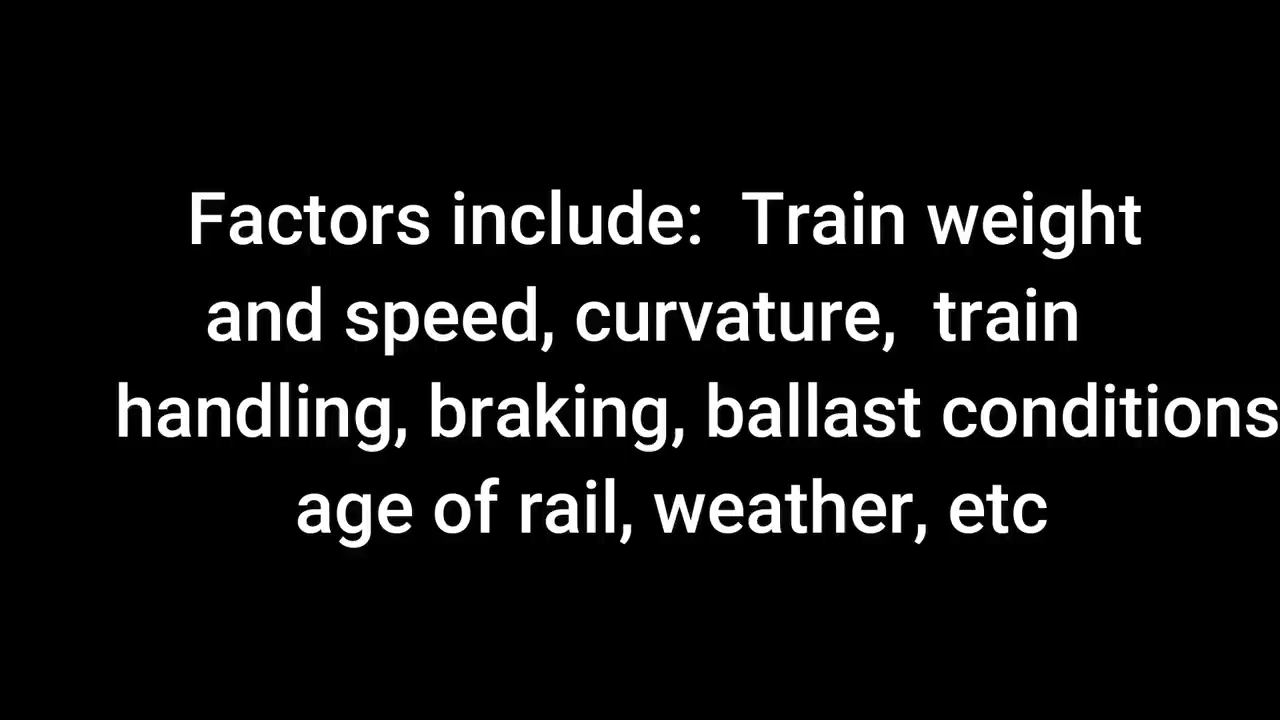 Factors include:  Train weight
and speed, curvature,  train
handling, braking, ballast conditions
age of rail, weather, etc